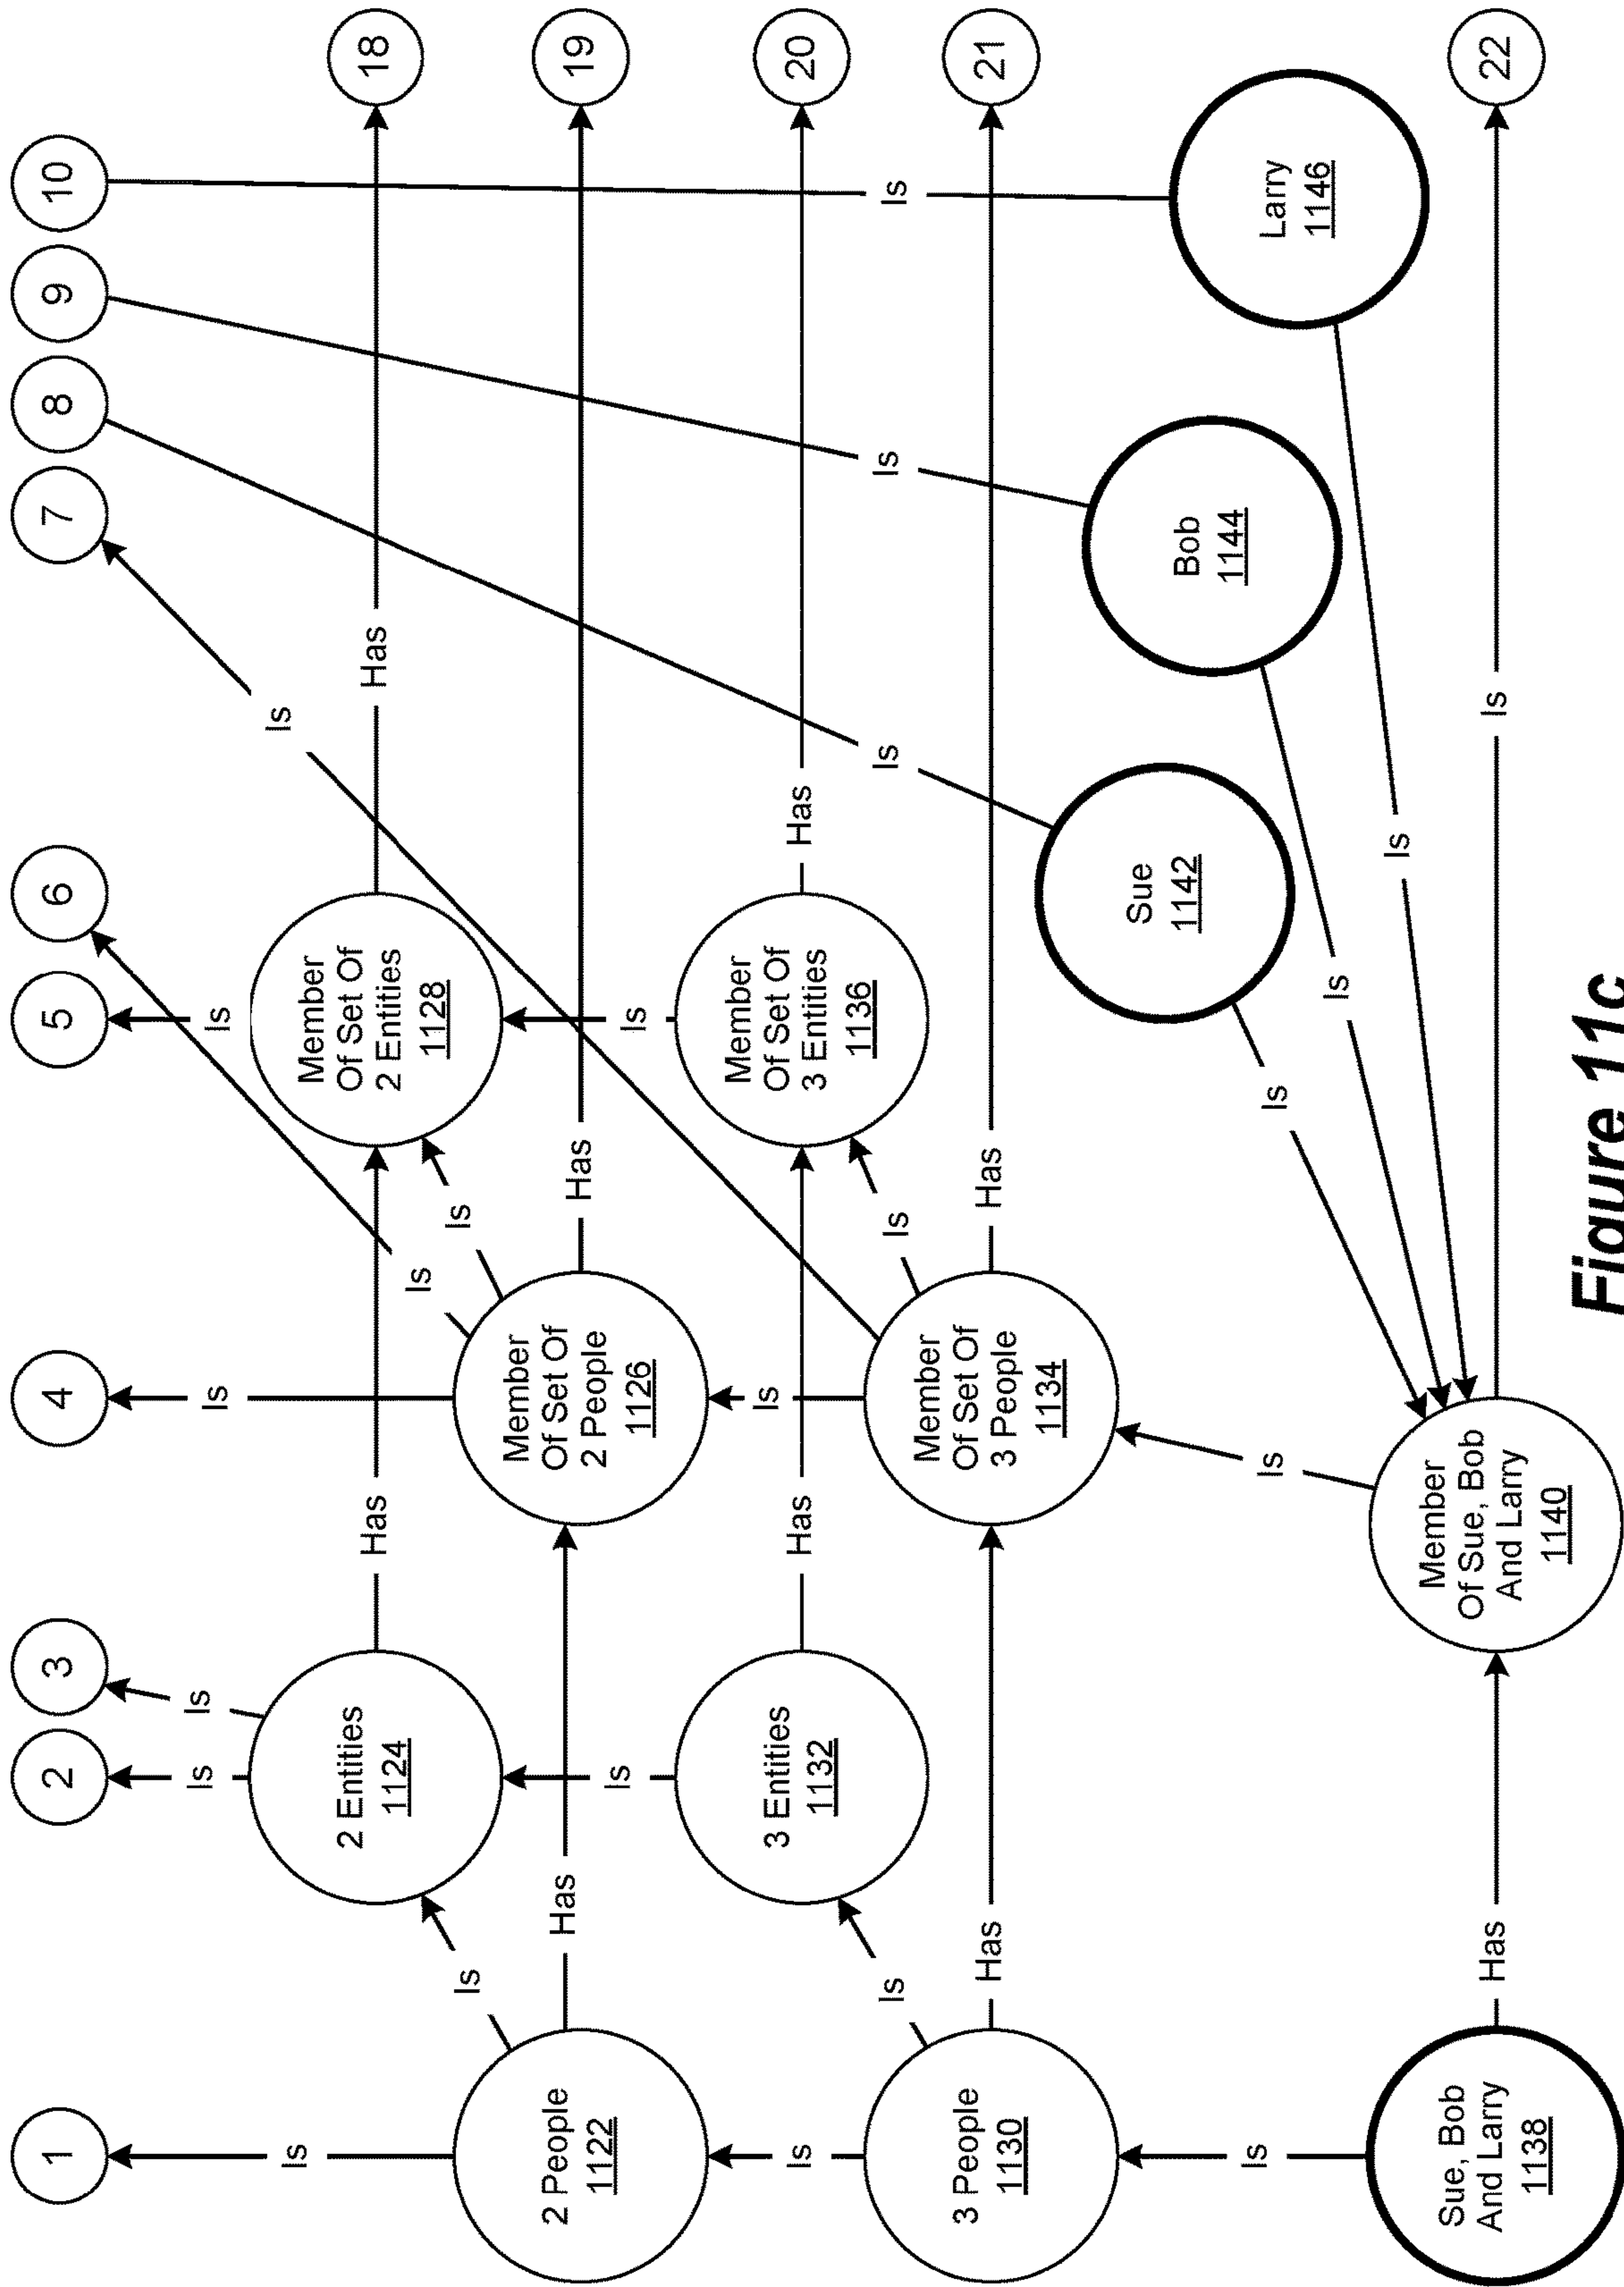 1
2
3
4
5
6
7
8
9
10
Is
Is
Is
Is
Is
Is
2 Entities
1124
Has
Member
Of Set Of
2 Entities
1128
Has
18
Is
Is
Is
2 People
1122
Has
Member
Of Set Of
2 People
1126
Has
19
Is
Is
Is
Is
3 Entities
1132
Has
Member
Of Set Of
3 Entities
1136
Has
20
Is
Is
Is
Is
Is
3 People
1130
Has
Member
Of Set Of
3 People
1134
Has
21
Sue
1142
Bob
1144
Larry
1146
Is
Is
Is
Is
Is
Sue, Bob
And Larry
1138
Has
Member
Of Sue, Bob
And Larry
1140
Is
22
Figure 11c